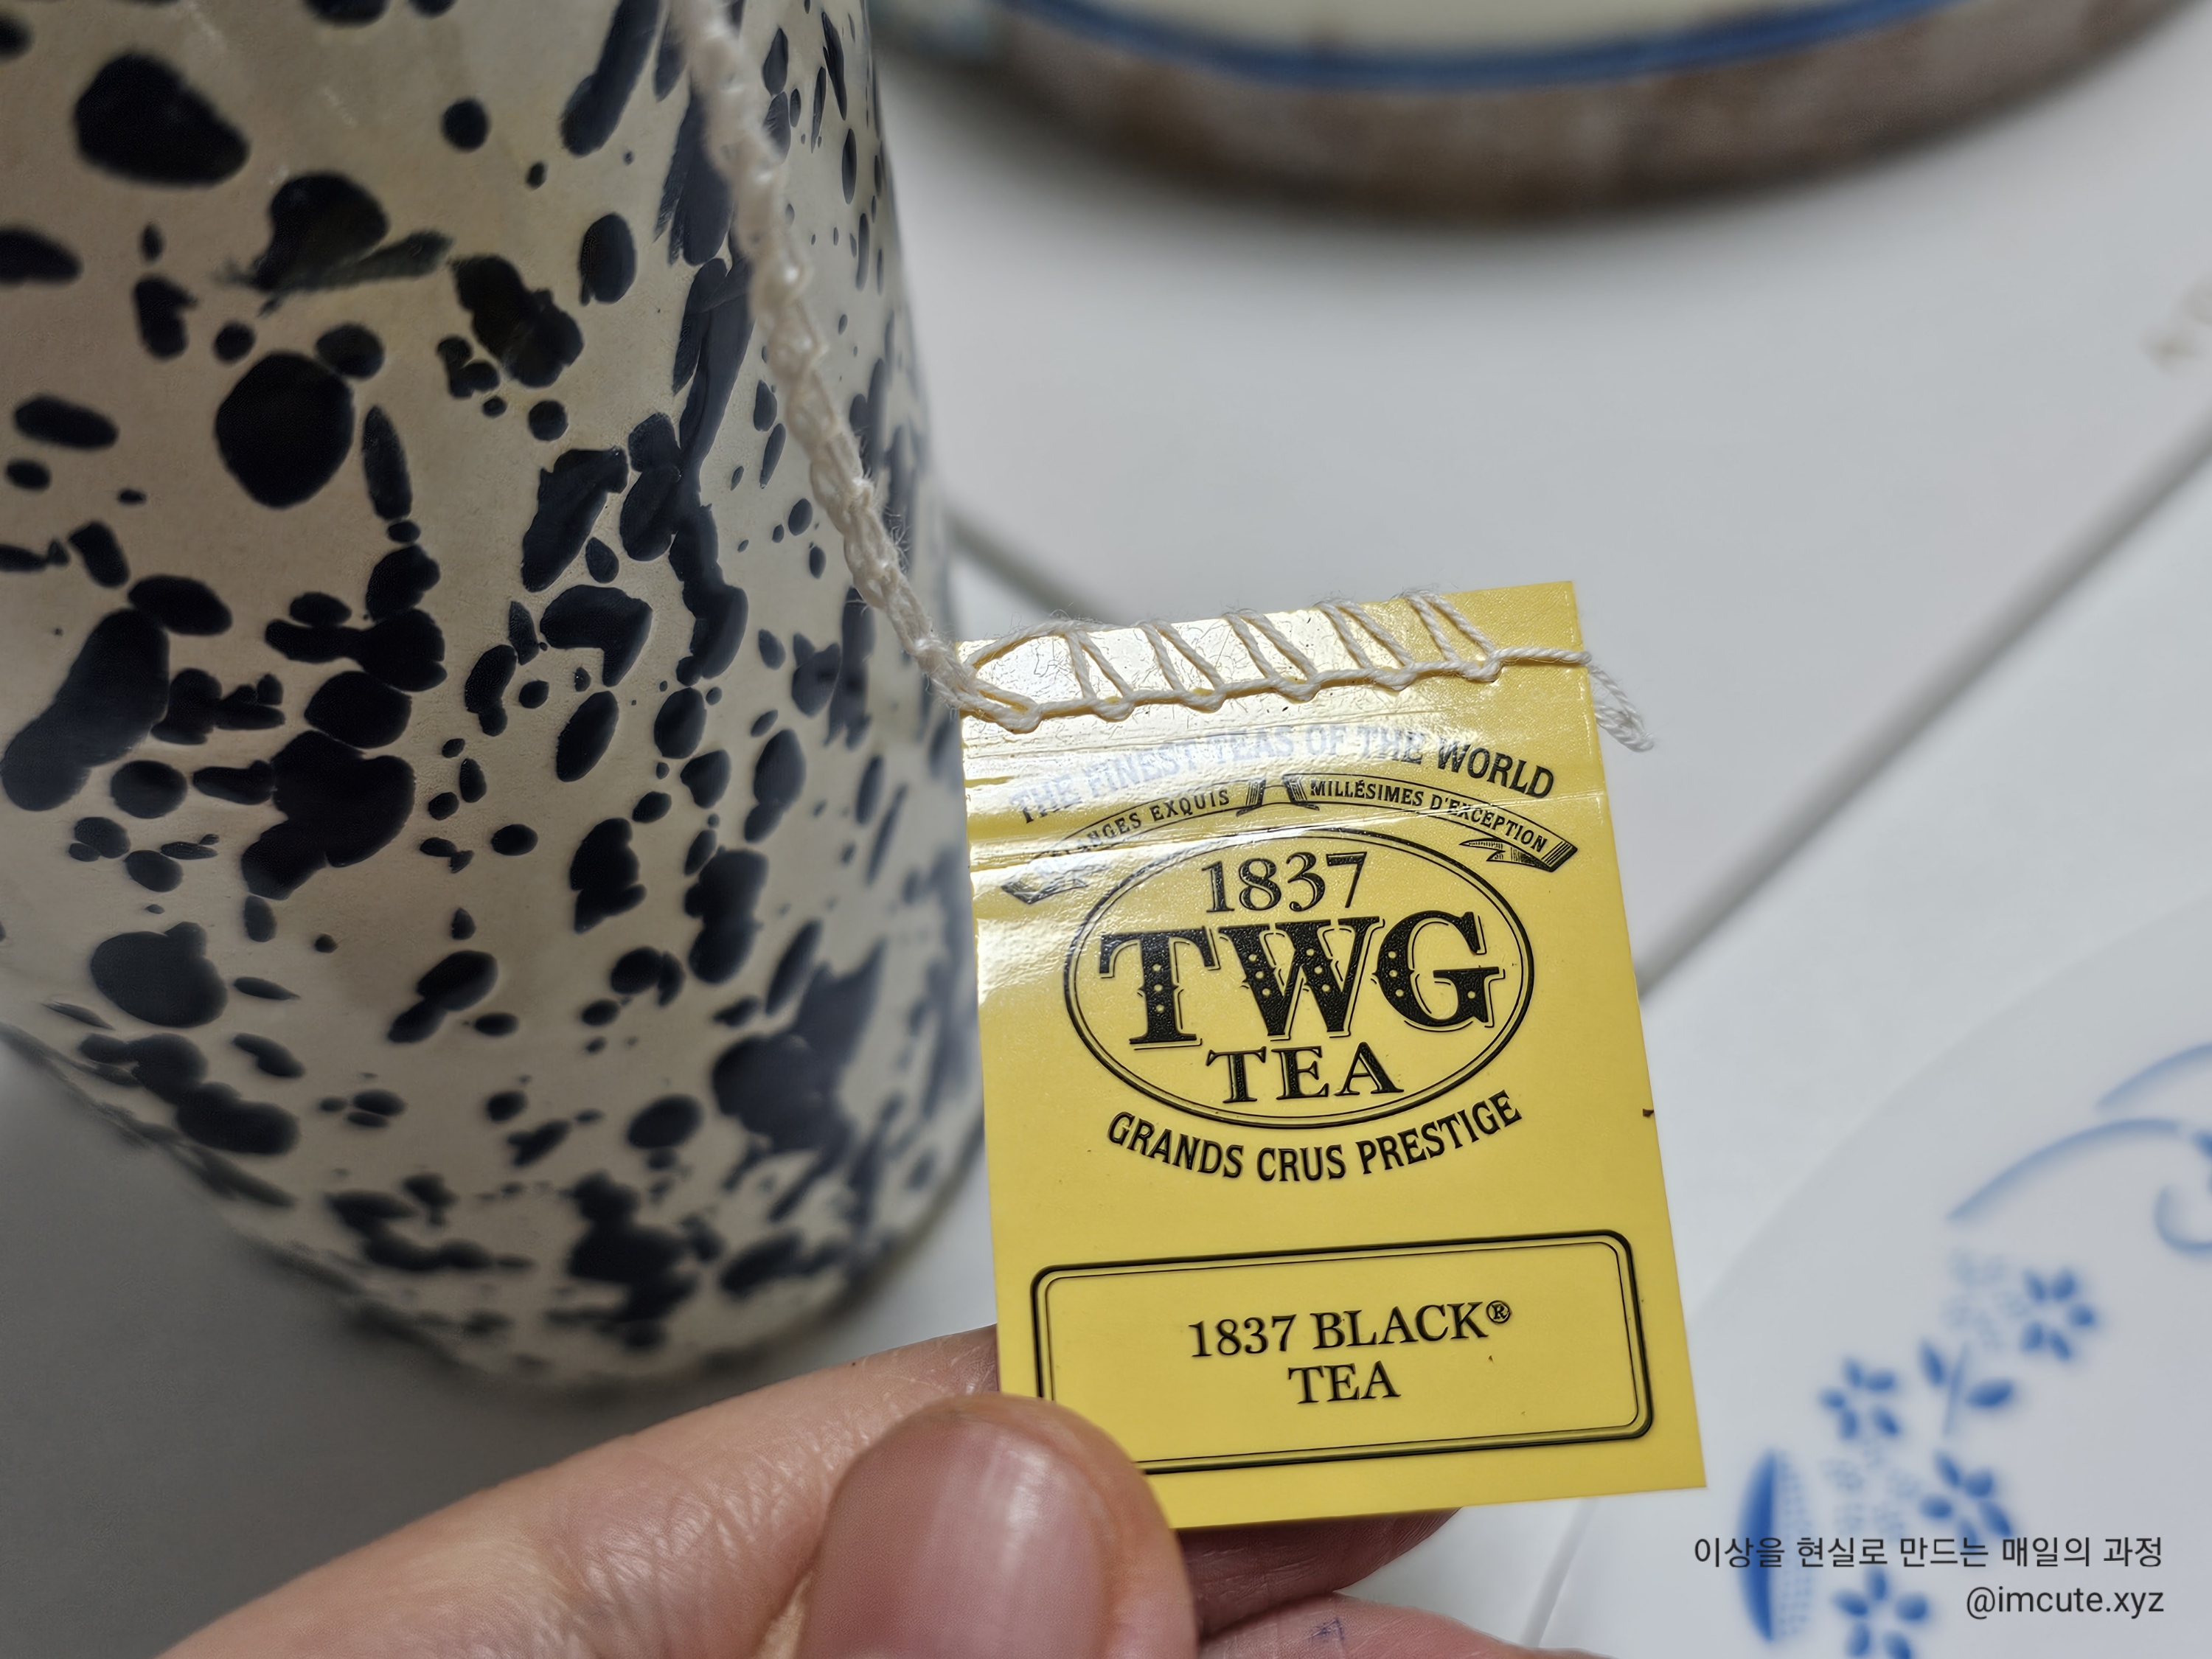 THE FINEST TEAS OF THE WORLD
EXQUIS MILLÉSIMES D'EXCEPTION
1837
TWG
TEA
GRANDS CRUS PRESTIGE
1837 BLACK®
TEA
이상을 현실로 만드는 매일의 과정
@imcute.xyz